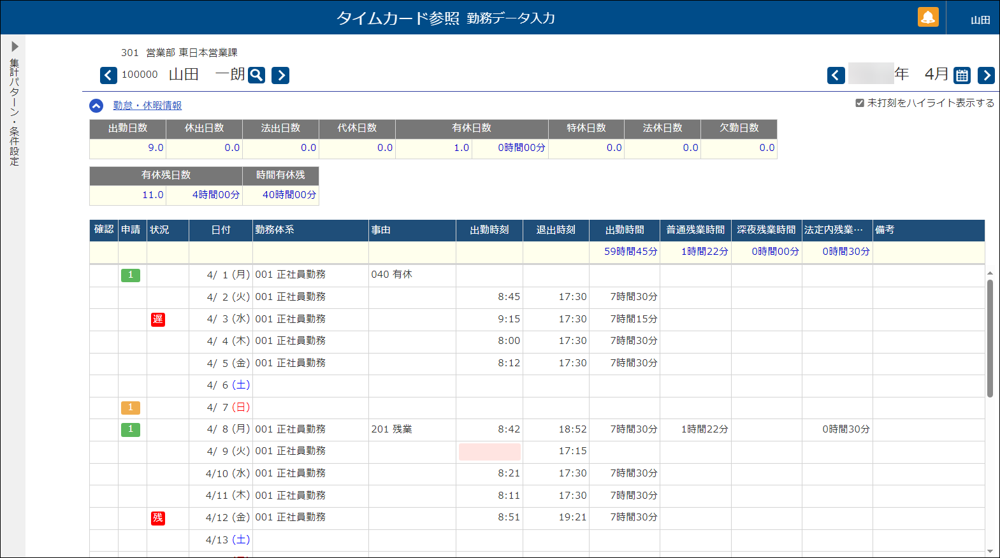 タイムカード参照 勤務データ入力
山田
集計パターン・条件設定
301 営業部 東日本営業課
100000 山田 一朗
年 4月
勤怠・休暇情報
未打刻をハイライト表示する
出勤日数 休出日数 法出日数 代休日数 有休日数 特休日数 法休日数 欠勤日数
9.0 0.0 0.0 0.0 1.0 0時間00分 0.0 0.0 0.0
有休残日数 時間有休残
11.0 4時間00分 40時間00分
確認 申請 状況 日付 勤務体系 事由 出勤時刻 退出時刻 出勤時間 普通残業時間 深夜残業時間 法定内残業… 備考
59時間45分 1時間22分 0時間00分 0時間30分
1 4/ 1 (月) 001 正社員勤務 040 有休
4/ 2 (火) 001 正社員勤務 8:45 17:30 7時間30分
遅 4/ 3 (水) 001 正社員勤務 9:15 17:30 7時間15分
4/ 4 (木) 001 正社員勤務 8:00 17:30 7時間30分
4/ 5 (金) 001 正社員勤務 8:12 17:30 7時間30分
4/ 6 (土)
1 4/ 7 (日)
1 4/ 8 (月) 001 正社員勤務 201 残業 8:42 18:52 7時間30分 1時間22分 0時間30分
4/ 9 (火) 001 正社員勤務 17:15
4/10 (水) 001 正社員勤務 8:21 17:30 7時間30分
4/11 (木) 001 正社員勤務 8:11 17:30 7時間30分
残 4/12 (金) 001 正社員勤務 8:51 19:21 7時間30分
4/13 (土)